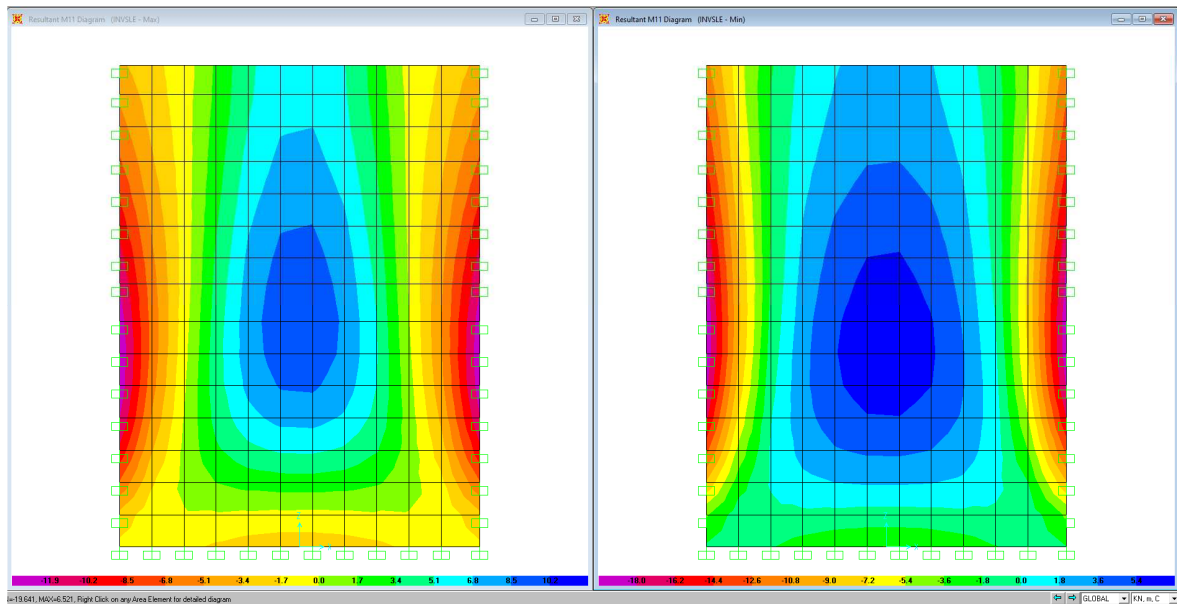 Resultant M11 Diagram (INVSLE - Max)
Resultant M11 Diagram (INVSLE - Min)
-11.9 -10.2 -8.5 -6.8 -5.1 -3.4 -1.7 0.0 1.7 3.4 5.1 6.8 8.5 10.2
-18.0 -16.2 -14.4 -12.6 -10.8 -9.0 -7.2 -5.4 -3.6 -1.8 0.0 1.8 3.6 5.4
=-19.641, MAX=6.521, Right Click on any Area Element for detailed diagram
GLOBAL
KN, m, C